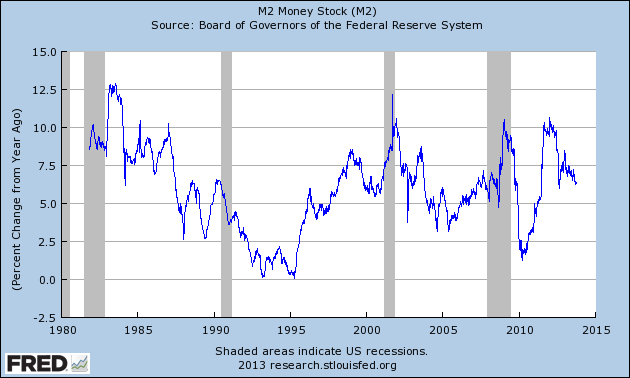 M2 Money Stock (M2)
Source: Board of Governors of the Federal Reserve System
(Percent Change from Year Ago)
15.0
12.5
10.0
7.5
5.0
2.5
0.0
-2.5
1980 1985 1990 1995 2000 2005 2010 2015
Shaded areas indicate US recessions.
2013 research.stlouisfed.org
FRED